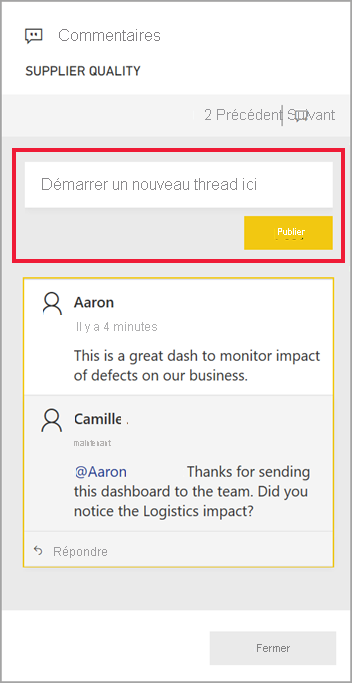 Commentaires
SUPPLIER QUALITY
2 Précédent Suivant
Démarrer un nouveau thread ici
Publier
Aaron
Il y a 4 minutes
This is a great dash to monitor impact
of defects on our business.
Camille .
maintenant
@Aaron Thanks for sending
this dashboard to the team. Did you
notice the Logistics impact?
Répondre
Fermer